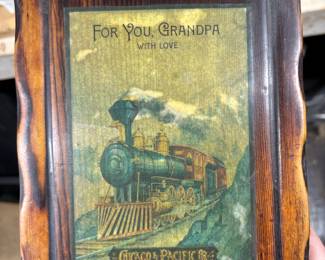 FOR YOU, GRANDPA
WITH LOVE
CHICAGO & PACIFIC